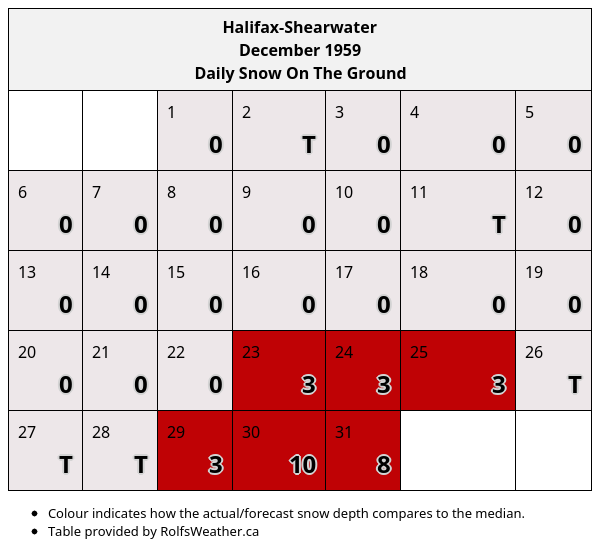 Halifax-Shearwater
December 1959
Daily Snow On The Ground
1 2 3 4 5
0 T 0 0 0
6 7 8 9 10 11 12
0 0 0 0 0 T 0
13 14 15 16 17 18 19
0 0 0 0 0 0 0
20 21 22 23 24 25 26
0 0 0 3 3 3 T
27 28 29 30 31
T T 3 10 8
Colour indicates how the actual/forecast snow depth compares to the median.
Table provided by RolfsWeather.ca